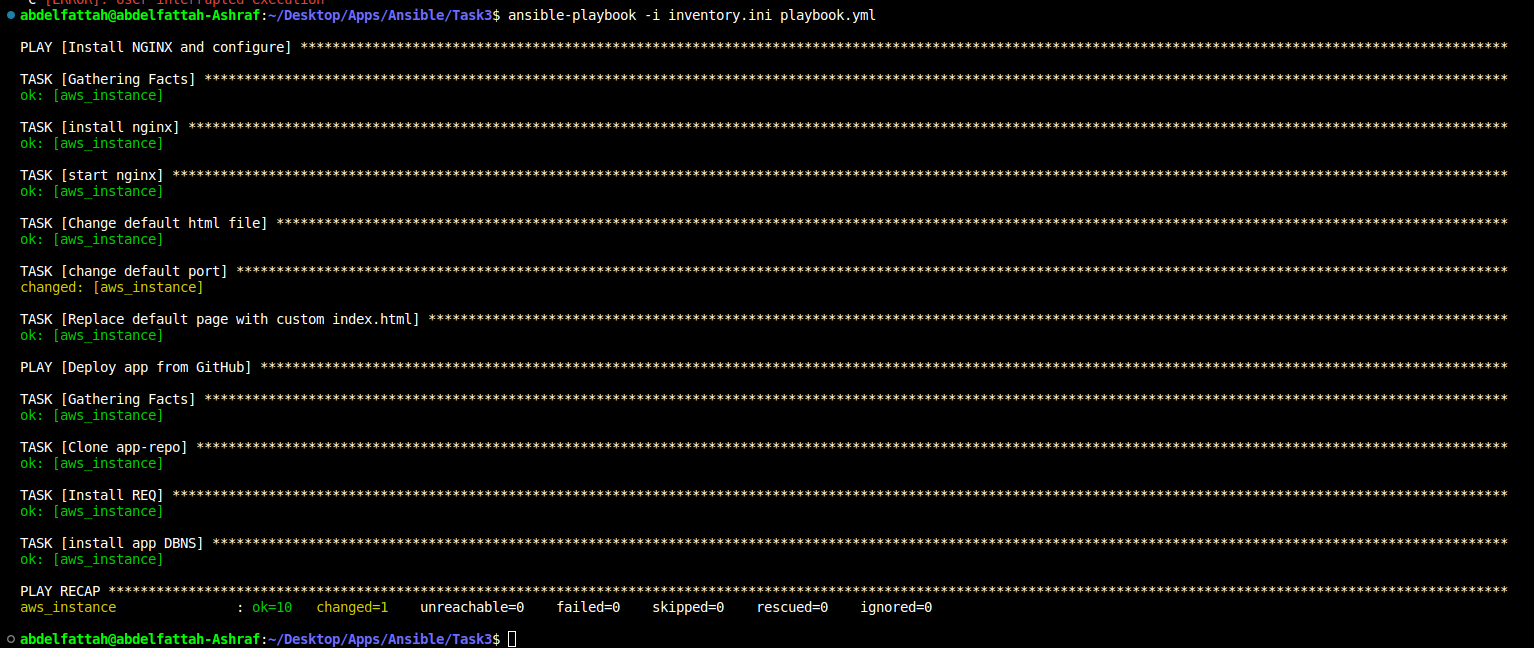 C [ERROR]: User interrupted execution
abdelfattah@abdelfattah-Ashraf:~/Desktop/Apps/Ansible/Task3$ ansible-playbook -i inventory.ini playbook.yml
PLAY [Install NGINX and configure] *******************************************************************************************************************************************************
TASK [Gathering Facts] *******************************************************************************************************************************************************************
ok: [aws_instance]
TASK [install nginx] *********************************************************************************************************************************************************************
ok: [aws_instance]
TASK [start nginx] ***********************************************************************************************************************************************************************
ok: [aws_instance]
TASK [Change default html file] **********************************************************************************************************************************************************
ok: [aws_instance]
TASK [change default port] ***************************************************************************************************************************************************************
changed: [aws_instance]
TASK [Replace default page with custom index.html] ***************************************************************************************************************************************
ok: [aws_instance]
PLAY [Deploy app from GitHub] ************************************************************************************************************************************************************
TASK [Gathering Facts] *******************************************************************************************************************************************************************
ok: [aws_instance]
TASK [Clone app-repo] ********************************************************************************************************************************************************************
ok: [aws_instance]
TASK [Install REQ] ***********************************************************************************************************************************************************************
ok: [aws_instance]
TASK [install app DBNS] ******************************************************************************************************************************************************************
ok: [aws_instance]
PLAY RECAP *******************************************************************************************************************************************************************************
aws_instance               : ok=10   changed=1    unreachable=0    failed=0    skipped=0    rescued=0    ignored=0
abdelfattah@abdelfattah-Ashraf:~/Desktop/Apps/Ansible/Task3$